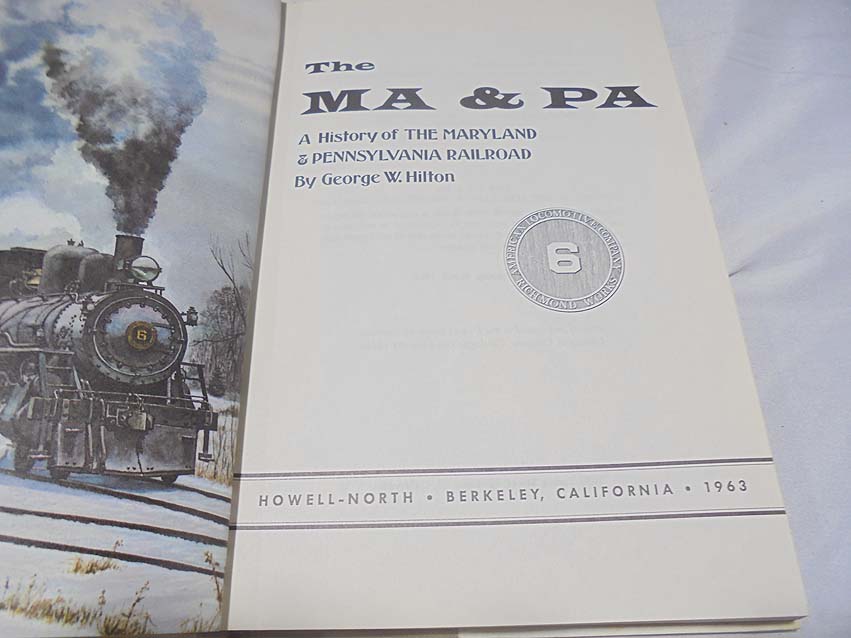 The
MA & PA
A History of THE MARYLAND
& PENNSYLVANIA RAILROAD
By George W. Hilton
AMERICAN LOCOMOTIVE COMPANY
6
RICHMOND WORKS
6
HOWELL-NORTH • BERKELEY, CALIFORNIA • 1963